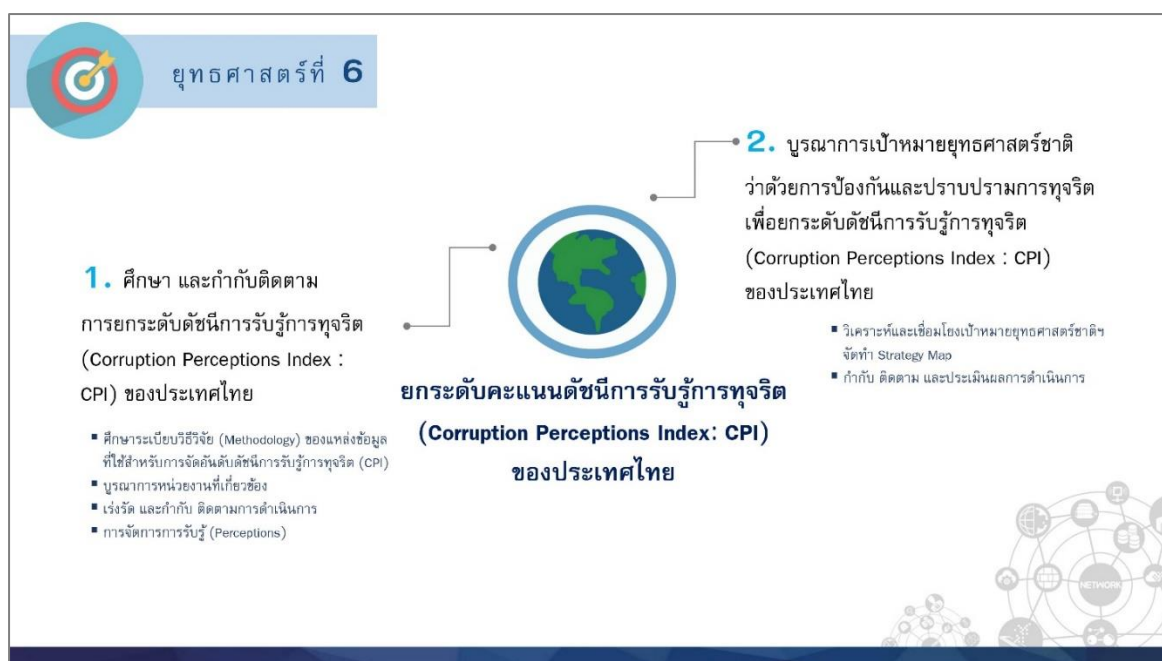 ยุทธศาสตร์ที่ 6
1. ศึกษา และกำกับติดตาม
การยกระดับดัชนีการรับรู้การทุจริต
(Corruption Perceptions Index :
CPI) ของประเทศไทย
▪ ศึกษาระเบียบวิธีวิจัย (Methodology) ของแหล่งข้อมูล
ที่ใช้สำหรับการจัดอันดับดัชนีการรับรู้การทุจริต (CPI)
▪ บูรณาการหน่วยงานที่เกี่ยวข้อง
▪ เร่งรัด และกำกับ ติดตามการดำเนินการ
▪ การจัดการการรับรู้ (Perceptions)
ยกระดับคะแนนดัชนีการรับรู้การทุจริต
(Corruption Perceptions Index: CPI)
ของประเทศไทย
2. บูรณาการเป้าหมายยุทธศาสตร์ชาติ
ว่าด้วยการป้องกันและปราบปรามการทุจริต
เพื่อยกระดับดัชนีการรับรู้การทุจริต
(Corruption Perceptions Index : CPI)
ของประเทศไทย
▪ วิเคราะห์และเชื่อมโยงเป้าหมายยุทธศาสตร์ชาติฯ
จัดทำ Strategy Map
▪ กำกับ ติดตาม และประเมินผลการดำเนินการ
NETWORK